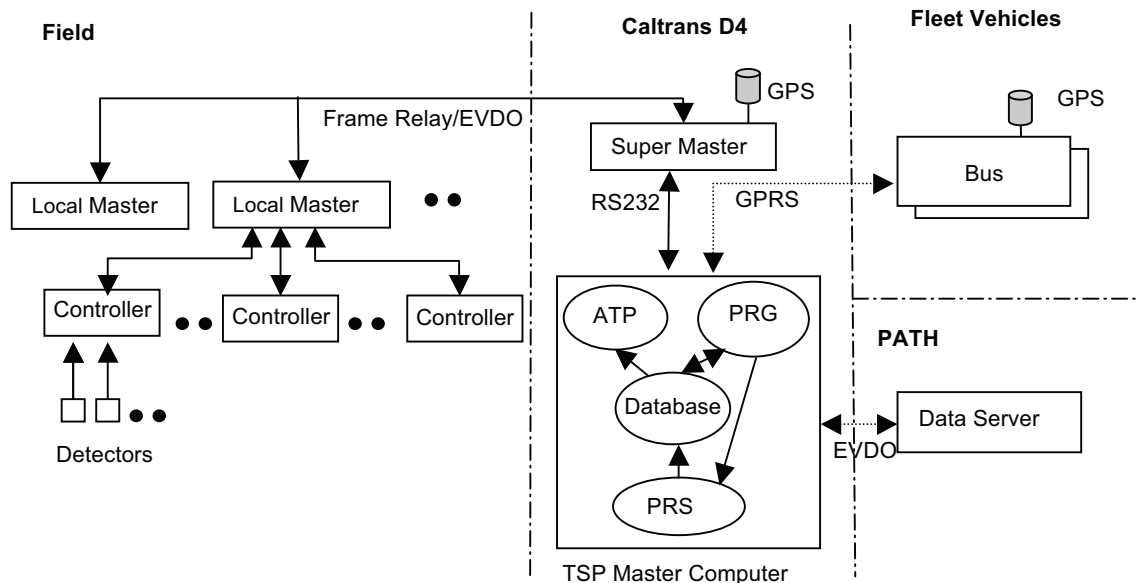 Field
Caltrans D4
Fleet Vehicles
GPS
GPS
Frame Relay/EVDO
Super Master
Bus
Local Master
Local Master
RS232
GPRS
Controller
Controller
Controller
ATP
PRG
PATH
Database
Data Server
EVDO
Detectors
PRS
TSP Master Computer